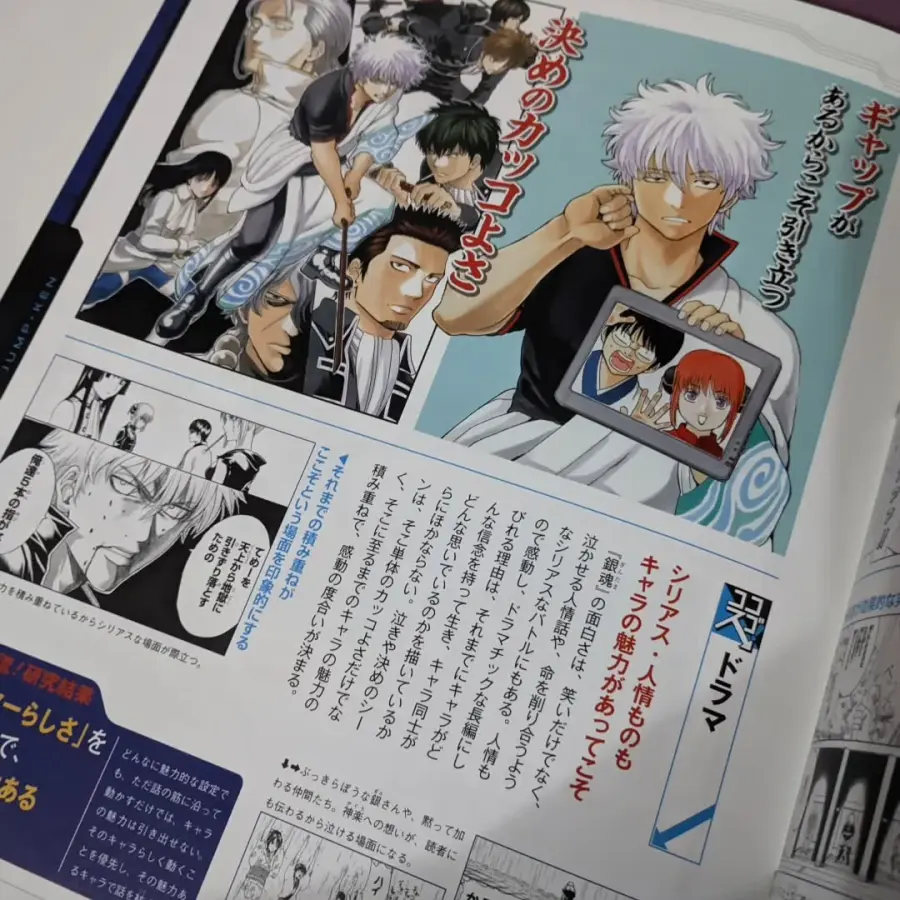 ギャップが
あるからこそ引き立つ
決めのカッコよさ
ココスゴ!
ドラマ
シリアス・人情ものも
キャラの魅力があってこそ
『銀魂』の面白さは、笑いだけでなく、
泣かせる人情話や、命を削り合うよう
なシリアスなバトルにもある。人情も
ので感動し、ドラマチックな長編にし
びれる理由は、それまでにキャラがど
んな信念を持って生き、キャラ同士が
どんな思いでいるのかを描いているか
らにほかならない。泣きや決めのシー
ンは、そこ単体のカッコよさだけでな
く、そこに至るまでのキャラの魅力の
積み重ねで、感動の度合いが決まる。
それまでの積み重ねが
ここぞという場面を印象的にする
てめーを
天上から地獄に
引きずり落とす
ための
俺達5本の指が
力を積み重ねているからシリアスな場面が際立つ。
研究結果
らしさ」を
で、
ある
どんなに魅力的な設定で
も、ただ話の筋に沿って
動かすだけでは、キャラ
の魅力は引き出せない。
そのキャラらしく動くこ
とを優先し、その魅力あ
るキャラで話を
ぶっきらぼうな銀さんや、黙って加
わる仲間たち。神楽への想いが、読者に
も伝わるから泣ける場面になる。